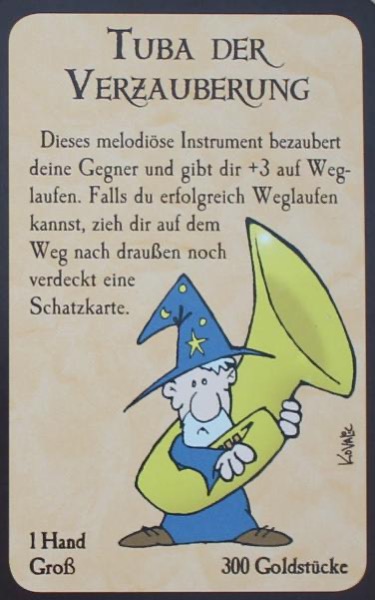 Tuba der
Verzauberung
Dieses melodiöse Instrument bezaubert
deine Gegner und gibt dir +3 auf Weg-
laufen. Falls du erfolgreich Weglaufen
kannst, zieh dir auf dem
Weg nach draußen noch
verdeckt eine
Schatzkarte.
Kovalic
1 Hand
Groß 300 Goldstücke